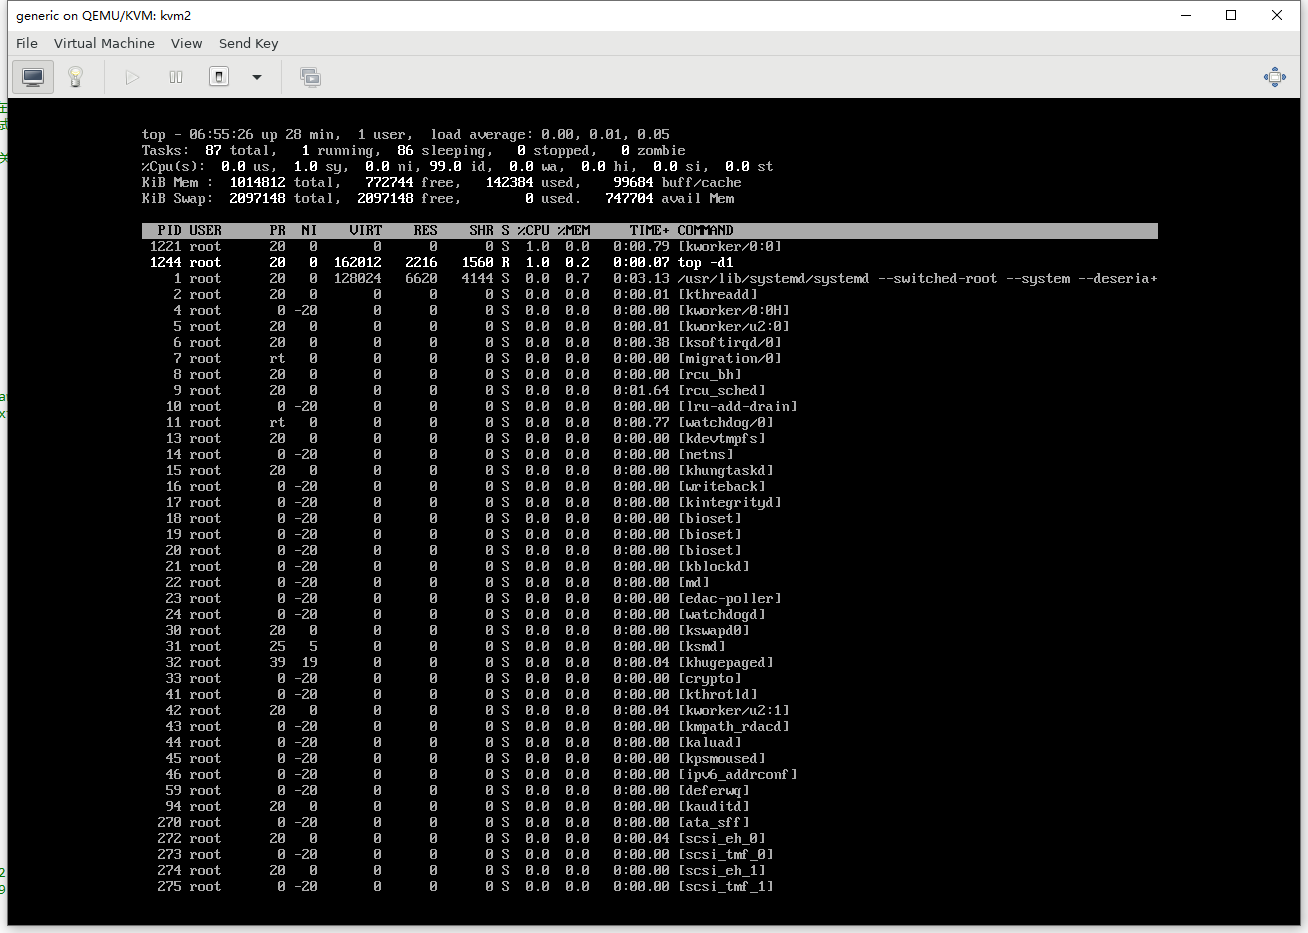 generic on QEMU/KVM: kvm2
File Virtual Machine View Send Key
top - 06:55:26 up 28 min,  1 user,  load average: 0.00, 0.01, 0.05
Tasks:  87 total,   1 running,  86 sleeping,   0 stopped,   0 zombie
%Cpu(s):  0.0 us,  1.0 sy,  0.0 ni, 99.0 id,  0.0 wa,  0.0 hi,  0.0 si,  0.0 st
KiB Mem :  1014812 total,   772744 free,   142384 used,    99684 buff/cache
KiB Swap:  2097148 total,  2097148 free,        0 used.   747704 avail Mem
PID USER      PR  NI    VIRT    RES    SHR S %CPU %MEM     TIME+ COMMAND
1221 root      20   0       0      0      0 S  1.0  0.0   0:00.79 [kworker/0:0]
1244 root      20   0  162012   2216   1560 R  1.0  0.2   0:00.07 top -d1
1 root      20   0  128024   6620   4144 S  0.0  0.7   0:03.13 /usr/lib/systemd/systemd --switched-root --system --deseria+
2 root      20   0       0      0      0 S  0.0  0.0   0:00.01 [kthreadd]
4 root       0 -20       0      0      0 S  0.0  0.0   0:00.00 [kworker/0:0H]
5 root      20   0       0      0      0 S  0.0  0.0   0:00.01 [kworker/u2:0]
6 root      20   0       0      0      0 S  0.0  0.0   0:00.38 [ksoftirqd/0]
7 root      rt   0       0      0      0 S  0.0  0.0   0:00.00 [migration/0]
8 root      20   0       0      0      0 S  0.0  0.0   0:00.00 [rcu_bh]
9 root      20   0       0      0      0 S  0.0  0.0   0:01.64 [rcu_sched]
10 root       0 -20       0      0      0 S  0.0  0.0   0:00.00 [lru-add-drain]
11 root      rt   0       0      0      0 S  0.0  0.0   0:00.77 [watchdog/0]
13 root      20   0       0      0      0 S  0.0  0.0   0:00.00 [kdevtmpfs]
14 root       0 -20       0      0      0 S  0.0  0.0   0:00.00 [netns]
15 root      20   0       0      0      0 S  0.0  0.0   0:00.00 [khungtaskd]
16 root       0 -20       0      0      0 S  0.0  0.0   0:00.00 [writeback]
17 root       0 -20       0      0      0 S  0.0  0.0   0:00.00 [kintegrityd]
18 root       0 -20       0      0      0 S  0.0  0.0   0:00.00 [bioset]
19 root       0 -20       0      0      0 S  0.0  0.0   0:00.00 [bioset]
20 root       0 -20       0      0      0 S  0.0  0.0   0:00.00 [bioset]
21 root       0 -20       0      0      0 S  0.0  0.0   0:00.00 [kblockd]
22 root       0 -20       0      0      0 S  0.0  0.0   0:00.00 [md]
23 root       0 -20       0      0      0 S  0.0  0.0   0:00.00 [edac-poller]
24 root       0 -20       0      0      0 S  0.0  0.0   0:00.00 [watchdogd]
30 root      20   0       0      0      0 S  0.0  0.0   0:00.00 [kswapd0]
31 root      25   5       0      0      0 S  0.0  0.0   0:00.00 [ksmd]
32 root      39  19       0      0      0 S  0.0  0.0   0:00.04 [khugepaged]
33 root       0 -20       0      0      0 S  0.0  0.0   0:00.00 [crypto]
41 root       0 -20       0      0      0 S  0.0  0.0   0:00.00 [kthrotld]
42 root      20   0       0      0      0 S  0.0  0.0   0:00.04 [kworker/u2:1]
43 root       0 -20       0      0      0 S  0.0  0.0   0:00.00 [kmpath_rdacd]
44 root       0 -20       0      0      0 S  0.0  0.0   0:00.00 [kaluad]
45 root       0 -20       0      0      0 S  0.0  0.0   0:00.00 [kpsmoused]
46 root       0 -20       0      0      0 S  0.0  0.0   0:00.00 [ipv6_addrconf]
59 root       0 -20       0      0      0 S  0.0  0.0   0:00.00 [deferwq]
94 root      20   0       0      0      0 S  0.0  0.0   0:00.00 [kauditd]
270 root       0 -20       0      0      0 S  0.0  0.0   0:00.00 [ata_sff]
272 root      20   0       0      0      0 S  0.0  0.0   0:00.04 [scsi_eh_0]
273 root       0 -20       0      0      0 S  0.0  0.0   0:00.00 [scsi_tmf_0]
274 root      20   0       0      0      0 S  0.0  0.0   0:00.00 [scsi_eh_1]
275 root       0 -20       0      0      0 S  0.0  0.0   0:00.00 [scsi_tmf_1]